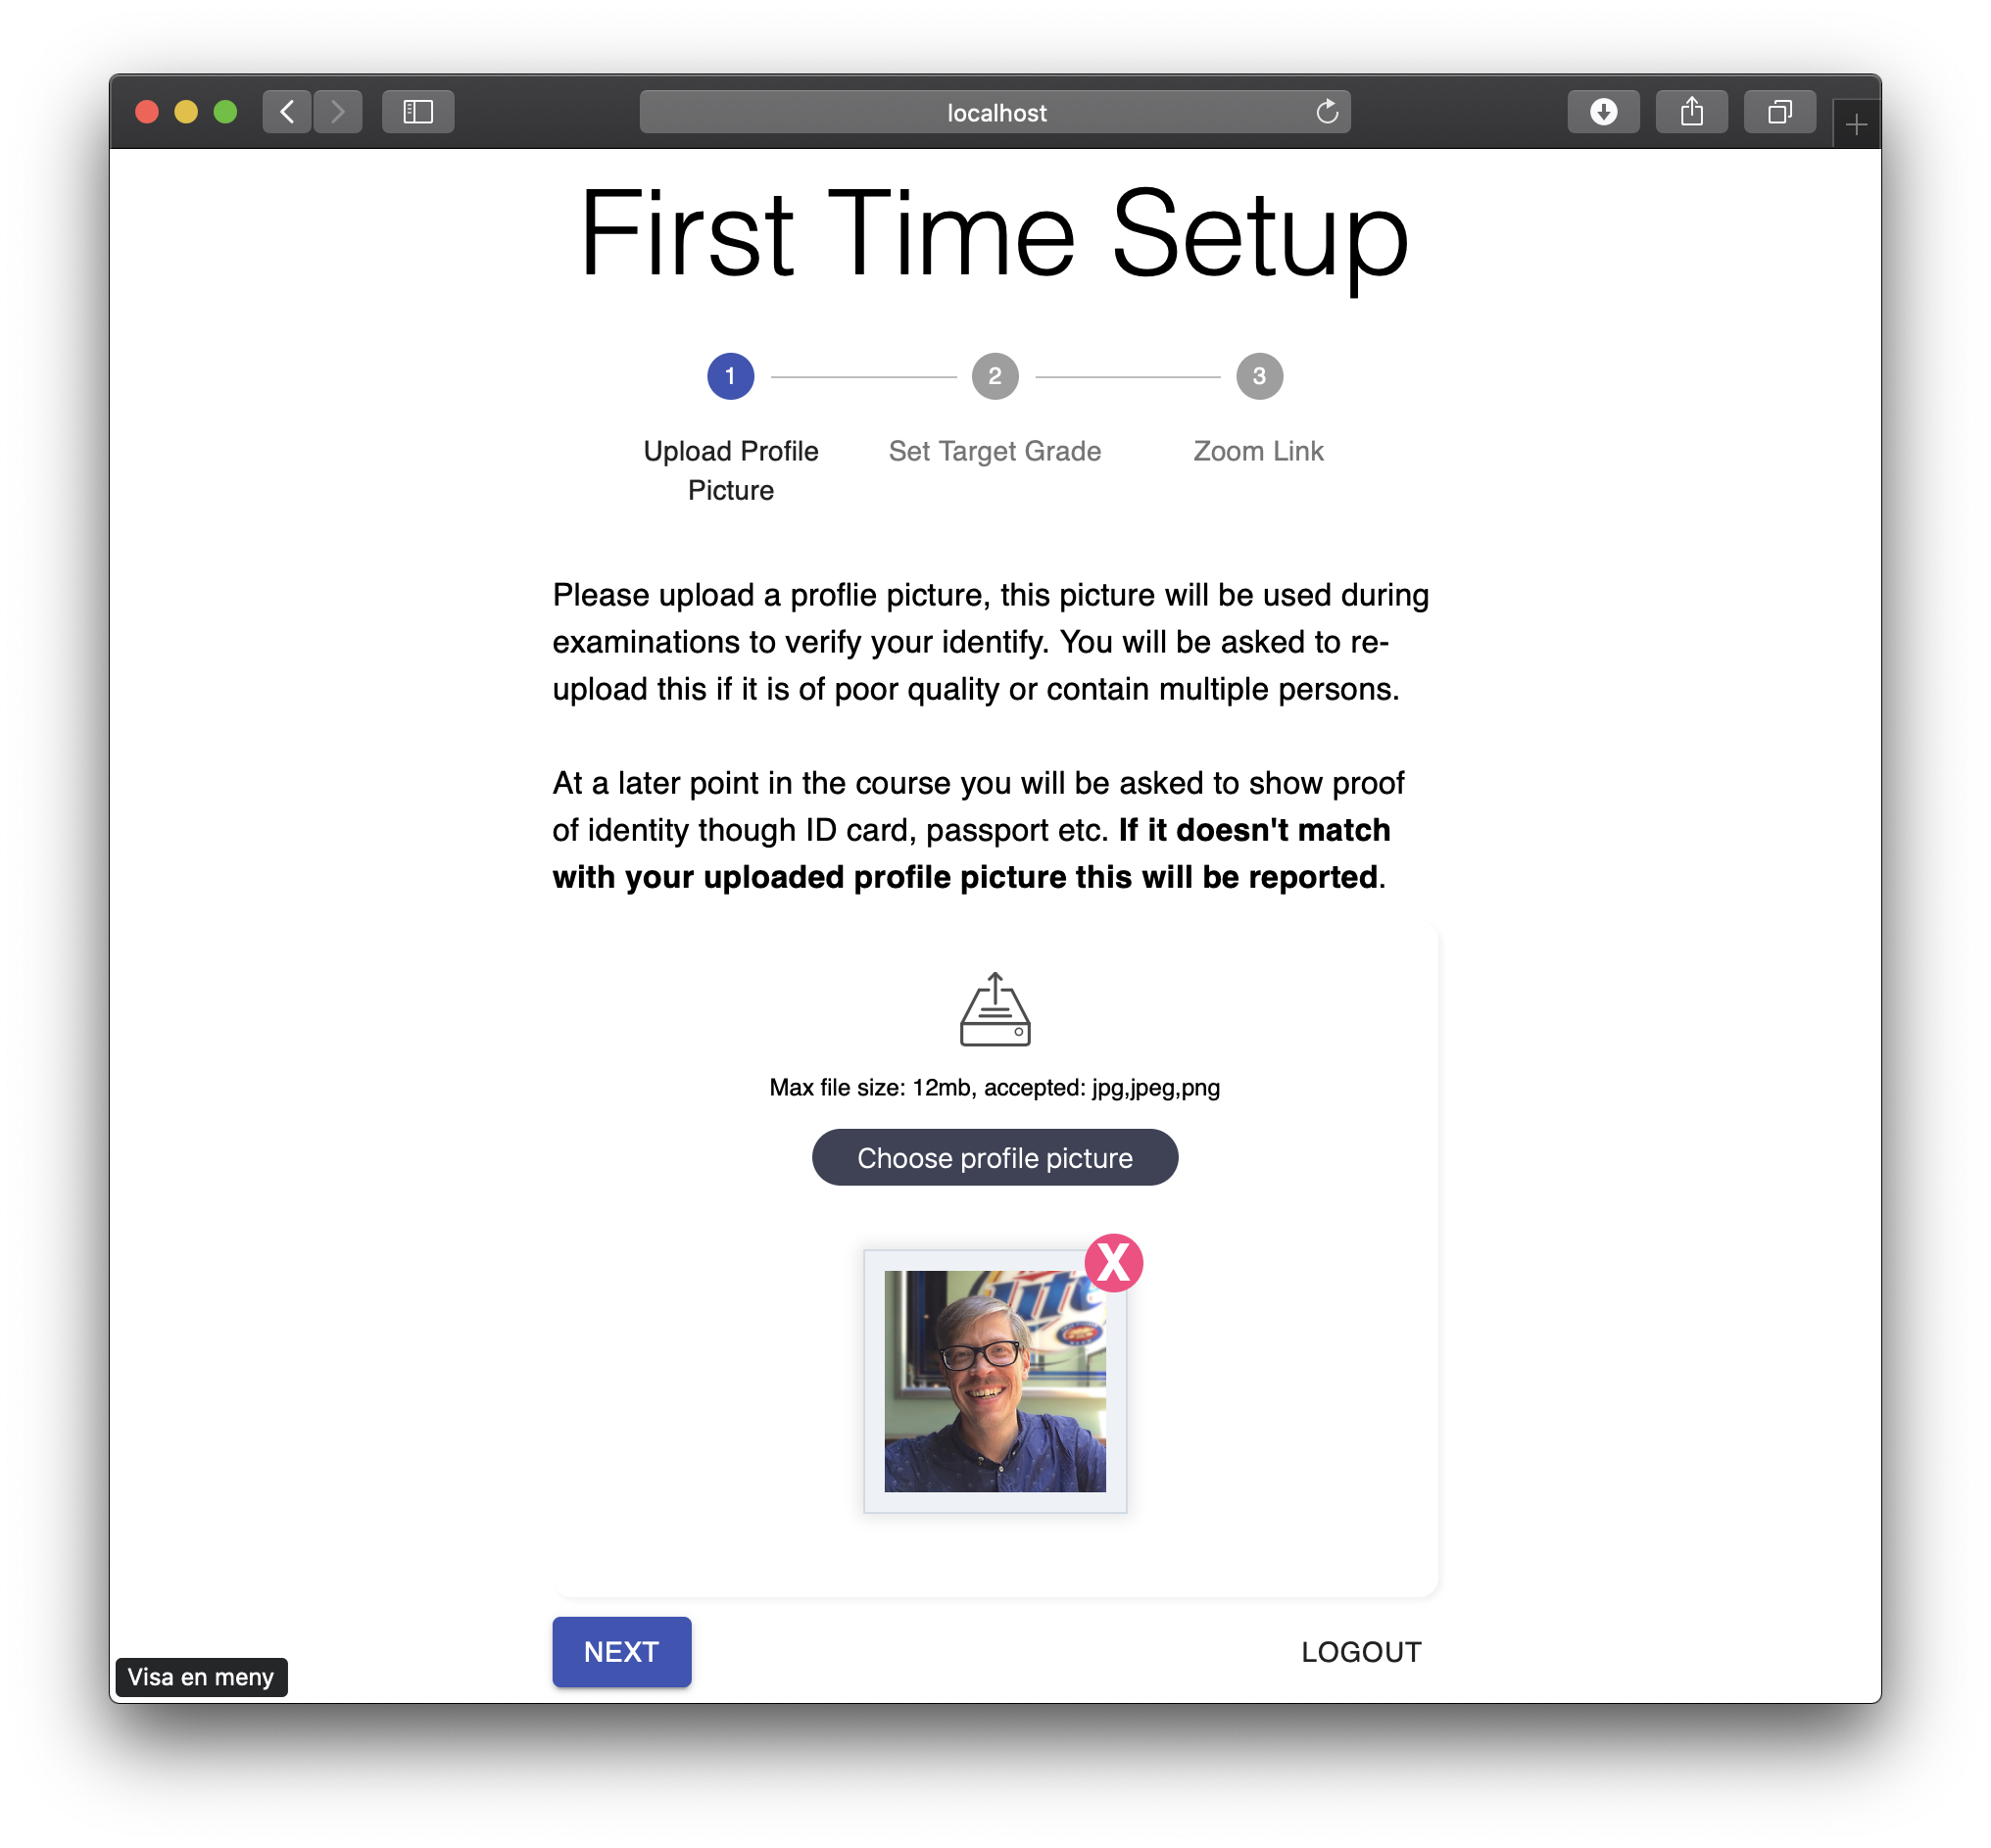 localhost
First Time Setup
1
2
3
Upload Profile
Picture
Set Target Grade
Zoom Link
Please upload a proflie picture, this picture will be used during
examinations to verify your identify. You will be asked to re-
upload this if it is of poor quality or contain multiple persons.
At a later point in the course you will be asked to show proof
of identity though ID card, passport etc. If it doesn't match
with your uploaded profile picture this will be reported.
Max file size: 12mb, accepted: jpg,jpeg,png
Choose profile picture
X
Lite
NEXT
LOGOUT
Visa en meny